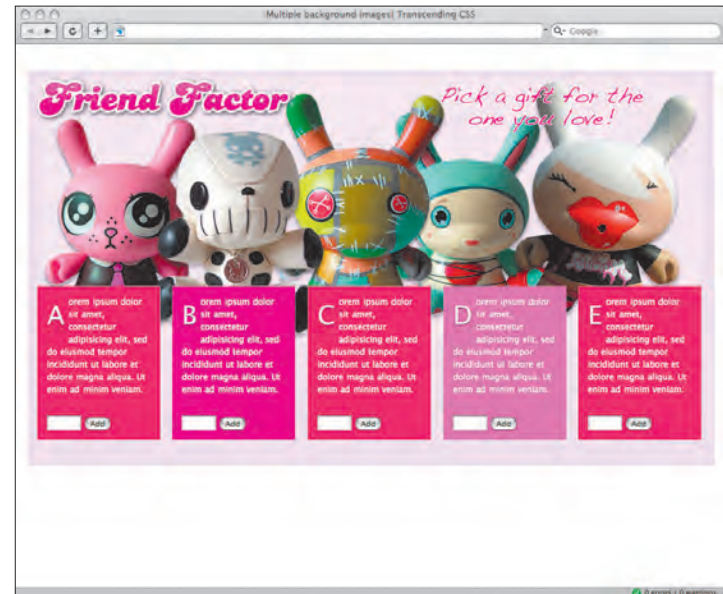 Multiple background images| Transcending CSS
Google
Friend Factor
Pick a gift for the
one you love!
A orem ipsum dolor
sit amet,
consectetur
adipisicing elit, sed
do eiusmod tempor
incididunt ut labore et
dolore magna aliqua. Ut
enim ad minim veniam.
Add
B orem ipsum dolor
sit amet,
consectetur
adipisicing elit, sed
do eiusmod tempor
incididunt ut labore et
dolore magna aliqua. Ut
enim ad minim veniam.
Add
C orem ipsum dolor
sit amet,
consectetur
adipisicing elit, sed
do eiusmod tempor
incididunt ut labore et
dolore magna aliqua. Ut
enim ad minim veniam.
Add
D orem ipsum dolor
sit amet,
consectetur
adipisicing elit, sed
do eiusmod tempor
incididunt ut labore et
dolore magna aliqua. Ut
enim ad minim veniam.
Add
E orem ipsum dolor
sit amet,
consectetur
adipisicing elit, sed
do eiusmod tempor
incididunt ut labore et
dolore magna aliqua. Ut
enim ad minim veniam.
Add
0 errors / 0 warnings